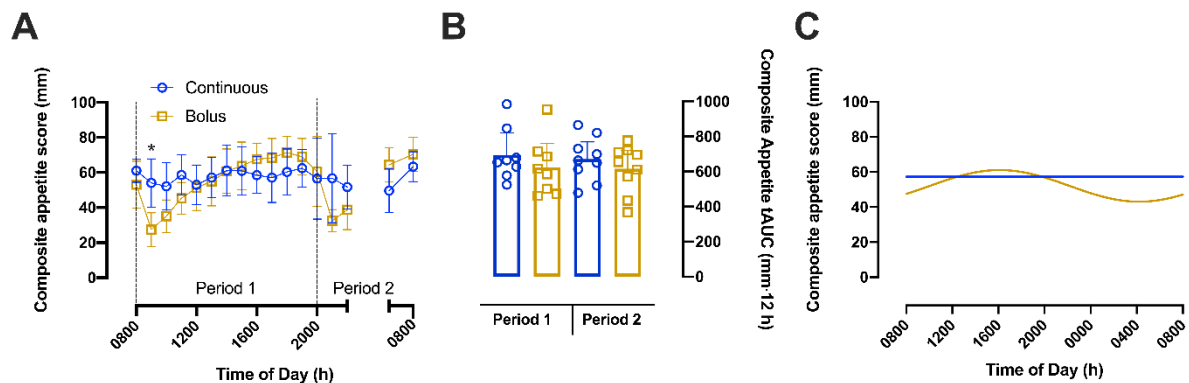 A
Composite appetite score (mm)
Continuous
Bolus
100
80
60
40
20
0
*
Period 1
Period 2
0800
1200
1600
2000
0800
Time of Day (h)
B
1000
800
600
400
200
0
Composite Appetite tAUC (mm·12 h)
Period 1
Period 2
C
Composite appetite score (mm)
100
80
60
40
20
0
0800
1200
1600
2000
0000
0400
0800
Time of Day (h)